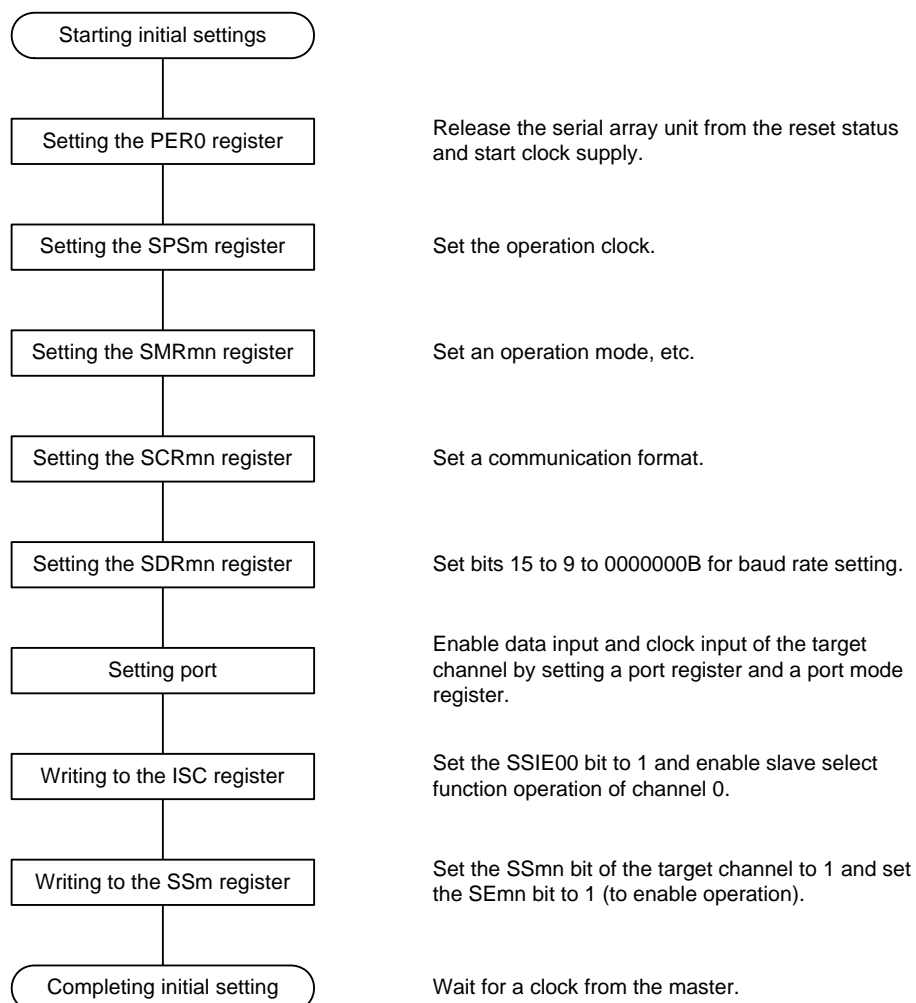 Starting initial settings
Setting the PER0 register
Release the serial array unit from the reset status
and start clock supply.
Setting the SPSm register
Set the operation clock.
Setting the SMRmn register
Set an operation mode, etc.
Setting the SCRmn register
Set a communication format.
Setting the SDRmn register
Set bits 15 to 9 to 0000000B for baud rate setting.
Setting port
Enable data input and clock input of the target
channel by setting a port register and a port mode
register.
Writing to the ISC register
Set the SSIE00 bit to 1 and enable slave select
function operation of channel 0.
Writing to the SSm register
Set the SSmn bit of the target channel to 1 and set
the SEmn bit to 1 (to enable operation).
Completing initial setting
Wait for a clock from the master.